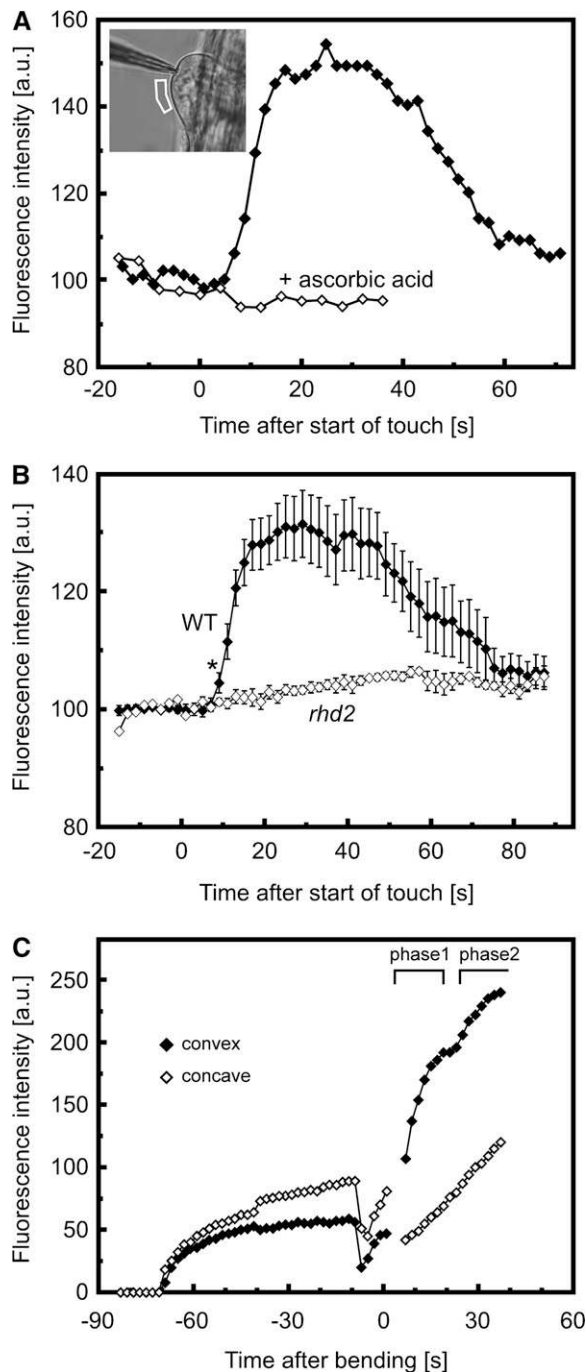 A
Fluorescence intensity [a.u.]
160
140
120
100
80
+ ascorbic acid
-20 0 20 40 60
Time after start of touch [s]
B
Fluorescence intensity [a.u.]
140
120
100
80
WT
*
rhd2
-20 0 20 40 60 80
Time after start of touch [s]
C
Fluorescence intensity [a.u.]
250
200
150
100
50
0
phase1 phase2
convex
concave
-90 -60 -30 0 30 60
Time after bending [s]